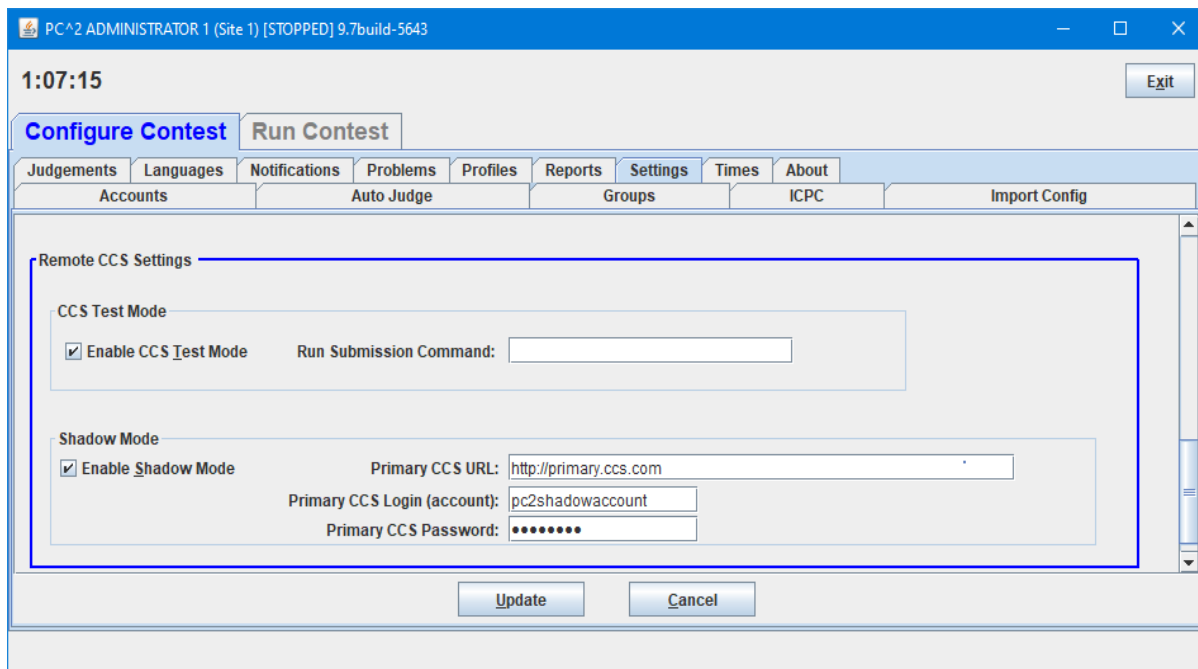 PC^2 ADMINISTRATOR 1 (Site 1) [STOPPED] 9.7build-5643
1:07:15
Exit
Configure Contest Run Contest
Judgements Languages Notifications Problems Profiles Reports Settings Times About
Accounts Auto Judge Groups ICPC Import Config
Remote CCS Settings
CCS Test Mode
Enable CCS Test Mode Run Submission Command:
Shadow Mode
Enable Shadow Mode Primary CCS URL: http://primary.ccs.com
Primary CCS Login (account): pc2shadowaccount
Primary CCS Password: ●●●●●●●●
Update Cancel